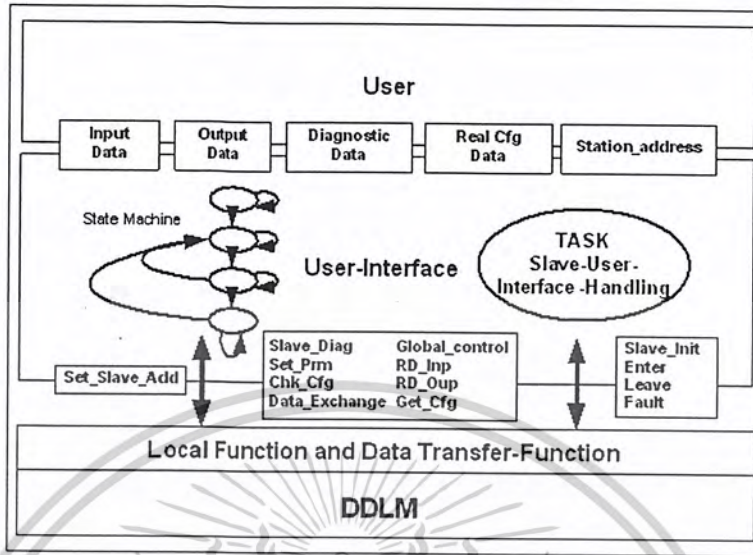 User
Input
Data
Output
Data
Diagnostic
Data
Real Cfg
Data
Station_address
State Machine
User-Interface
TASK
Slave-User-
Interface-Handling
Set_Slave_Add
Slave_Diag Global_control
Set_Prm RD_Inp
Chk_Cfg RD_Oup
Data_Exchange Get_Cfg
Slave_Init
Enter
Leave
Fault
Local Function and Data Transfer-Function
DDLM